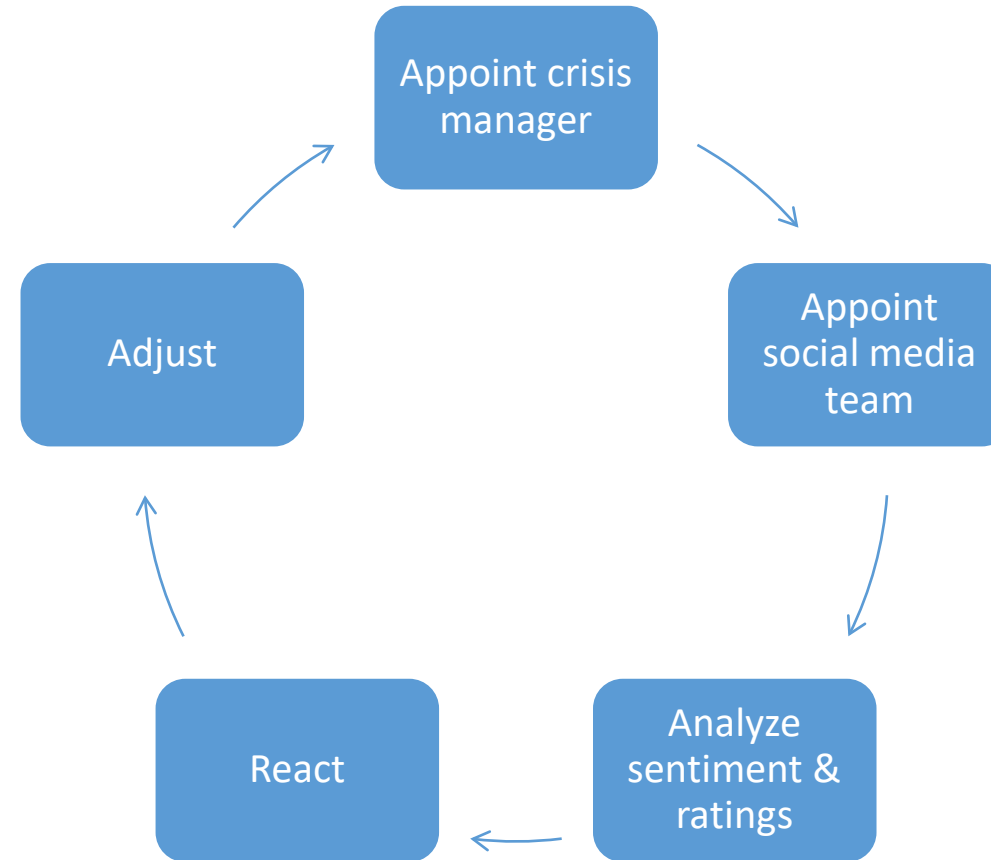 Appoint crisis
manager
Appoint
social media
team
Analyze
sentiment &
ratings
React
Adjust